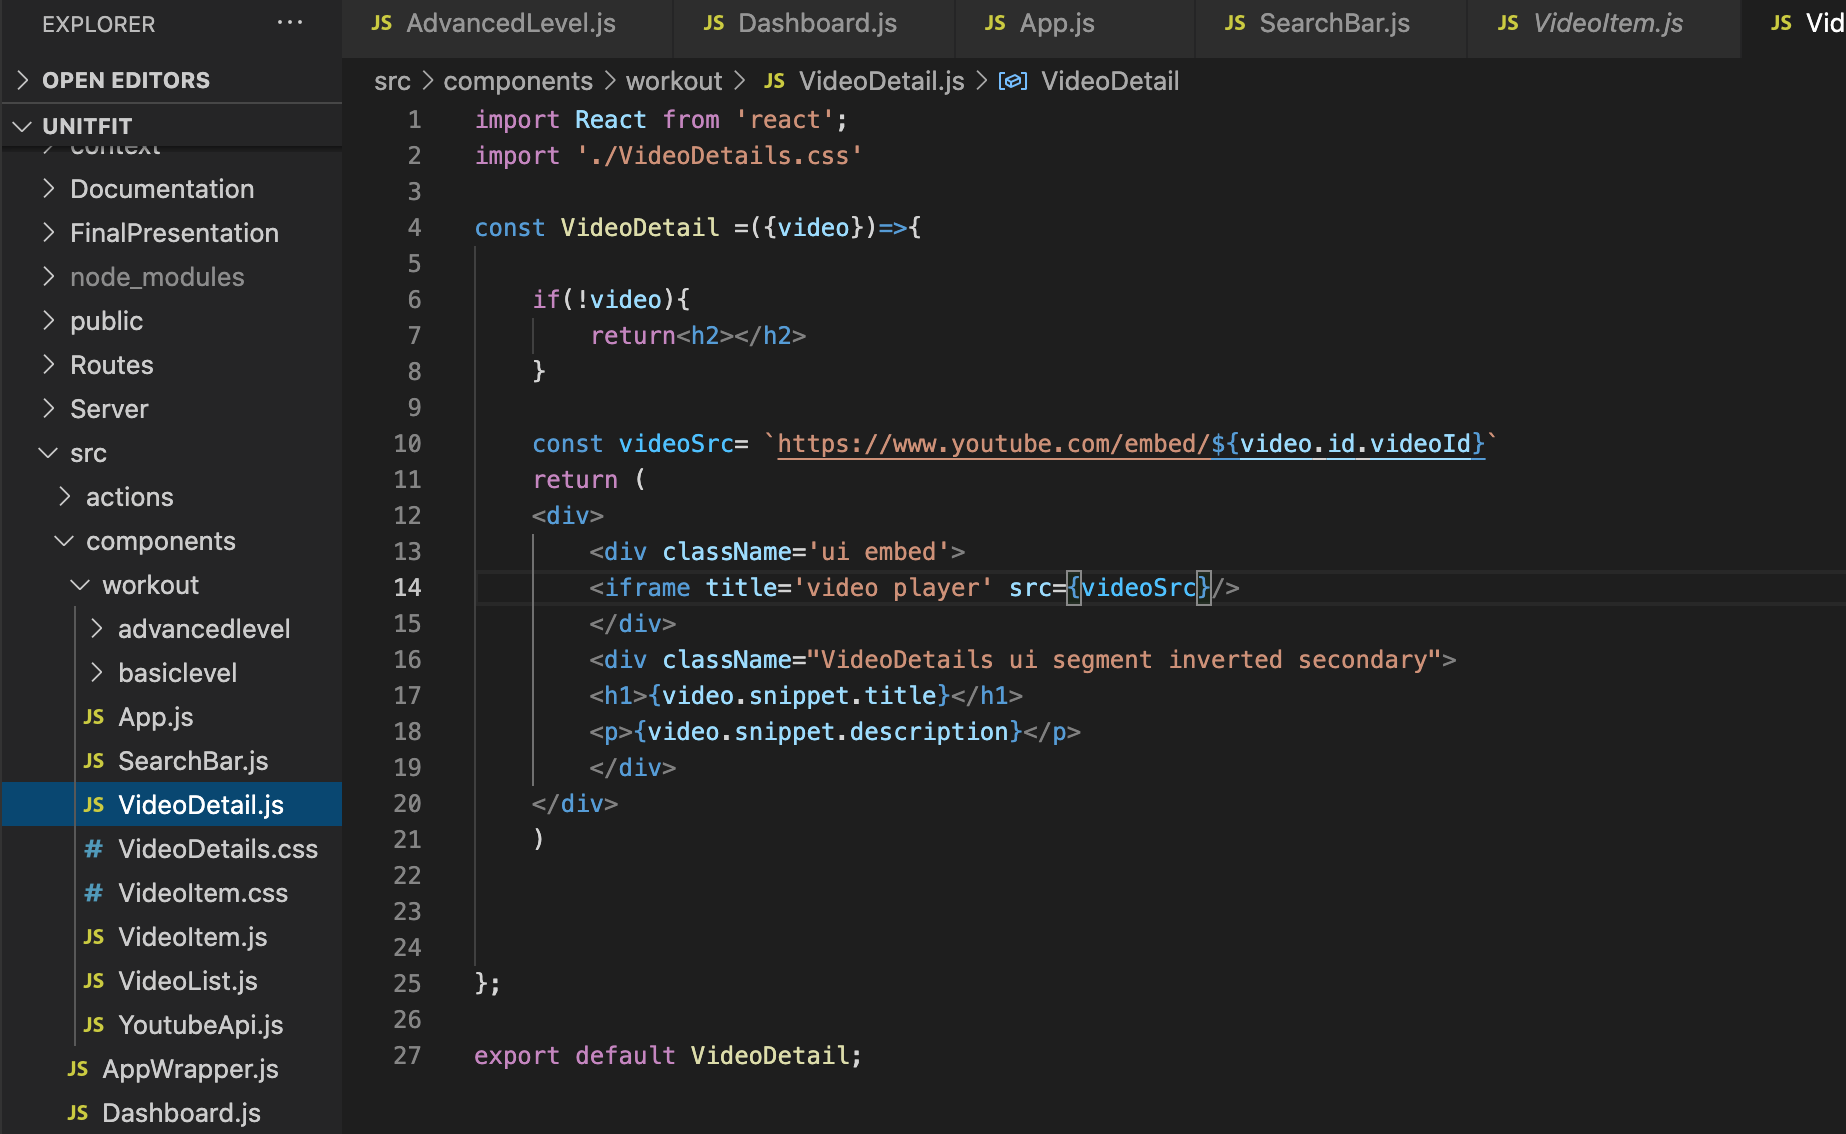 EXPLORER ···
OPEN EDITORS
UNITFIT
context
Documentation
FinalPresentation
node_modules
public
Routes
Server
src
actions
components
workout
advancedlevel
basiclevel
JS App.js
JS SearchBar.js
JS VideoDetail.js
# VideoDetails.css
# VideoItem.css
JS VideoItem.js
JS VideoList.js
JS YoutubeApi.js
JS AppWrapper.js
JS Dashboard.js
JS AdvancedLevel.js JS Dashboard.js JS App.js JS SearchBar.js JS VideoItem.js JS Vid
src > components > workout > JS VideoDetail.js > VideoDetail
1 import React from 'react';
2 import './VideoDetails.css'
3
4 const VideoDetail =({video})=>{
5
6 if(!video){
7 return<h2></h2>
8 }
9
10 const videoSrc= `https://www.youtube.com/embed/${video.id.videoId}`
11 return (
12 <div>
13 <div className='ui embed'>
14 <iframe title='video player' src={videoSrc}/>
15 </div>
16 <div className="VideoDetails ui segment inverted secondary">
17 <h1>{video.snippet.title}</h1>
18 <p>{video.snippet.description}</p>
19 </div>
20 </div>
21 )
22
23
24
25 };
26
27 export default VideoDetail;